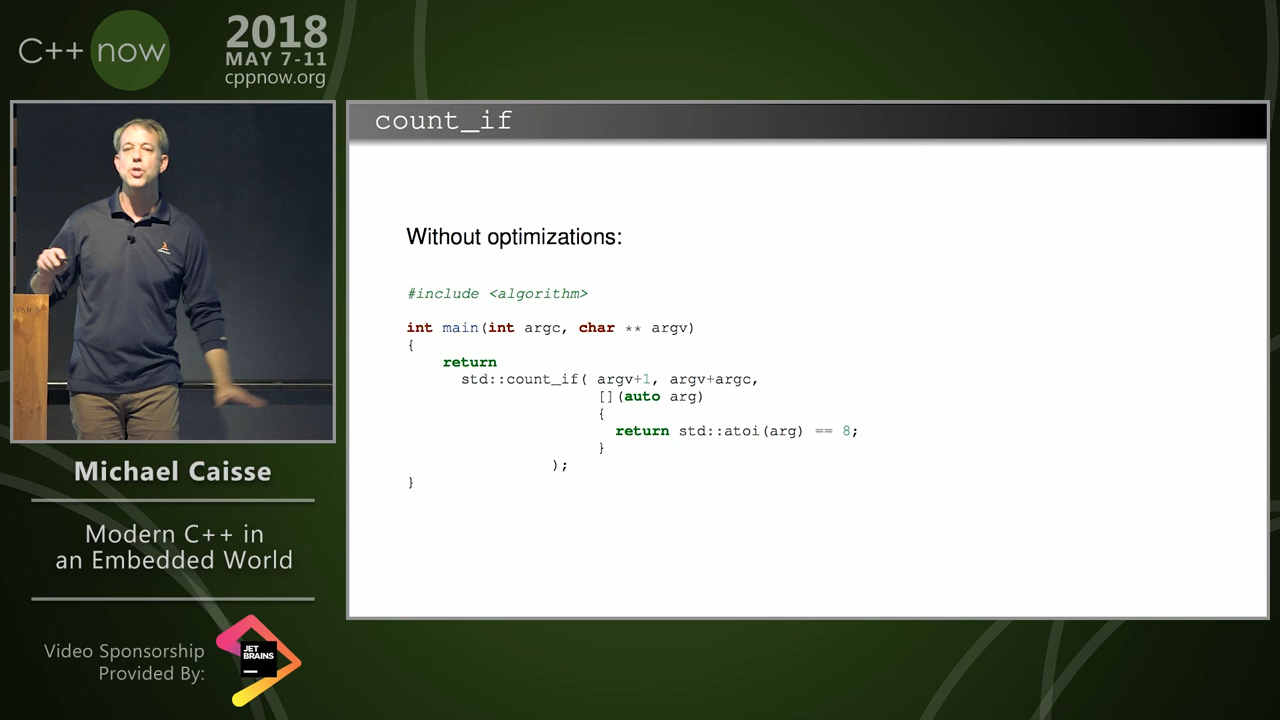 C++ now
2018
MAY 7-11
cppnow.org
count_if
Without optimizations:
#include <algorithm>
int main(int argc, char ** argv)
{
    return
      std::count_if( argv+1, argv+argc,
                     [](auto arg)
                     {
                       return std::atoi(arg) == 8;
                     }
                );
}
Michael Caisse
Modern C++ in
an Embedded World
Video Sponsorship
Provided By:
JET
BRAINS